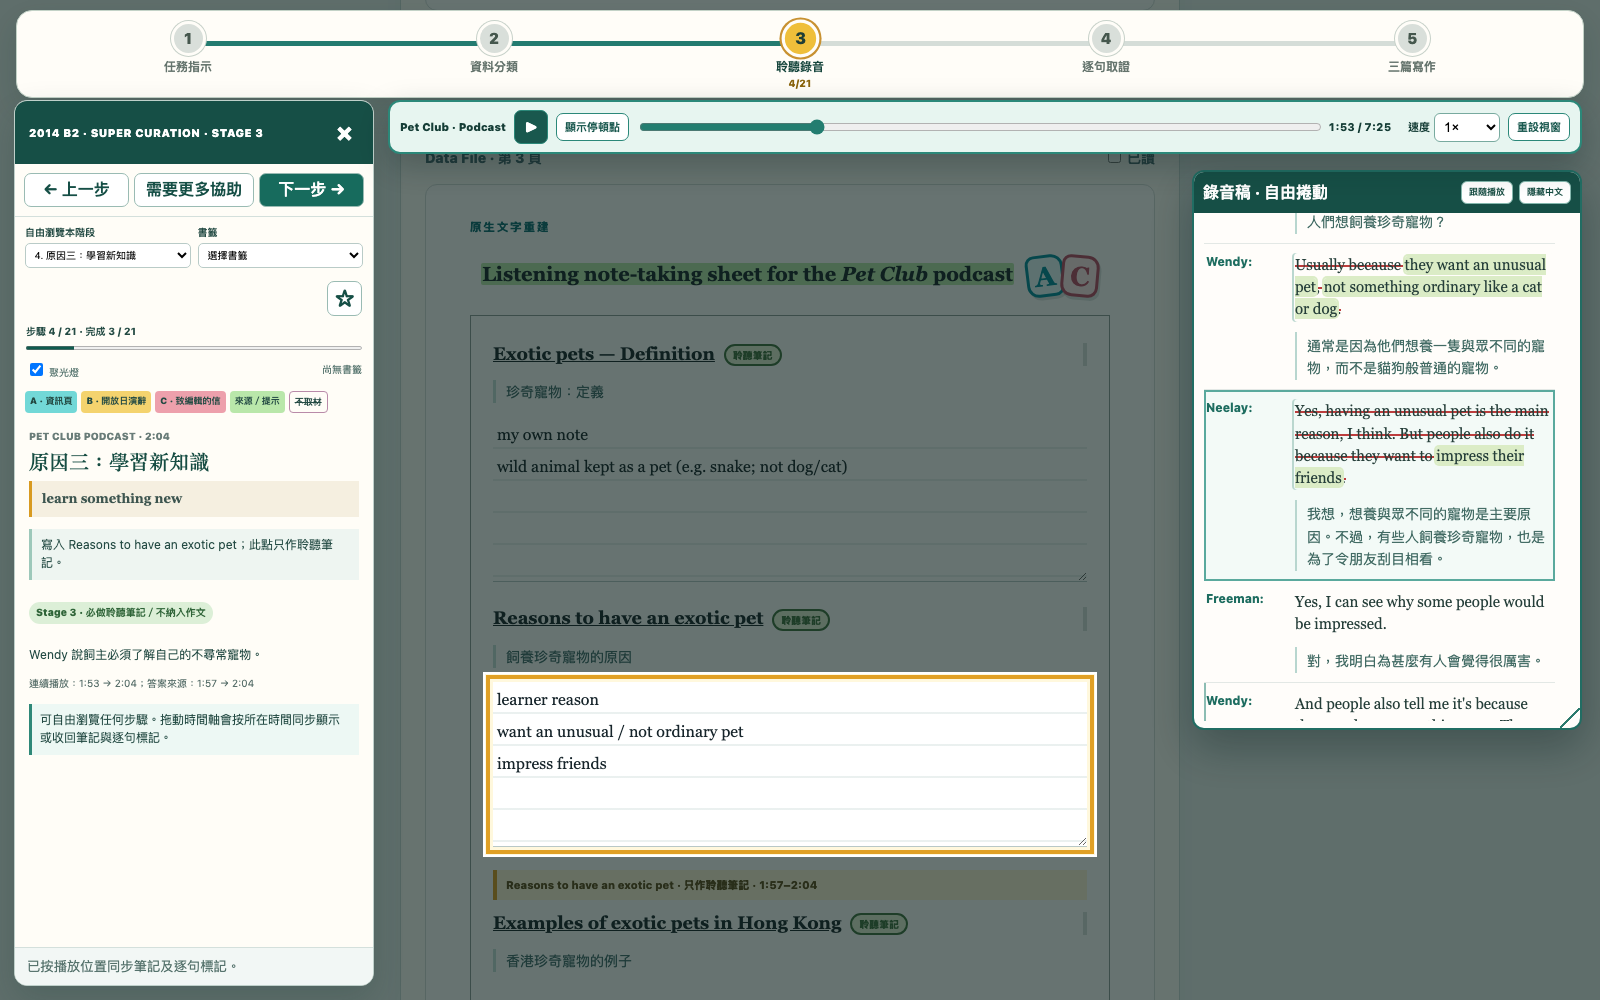 1
任務指示
2
資料分類
3
聆聽錄音
4/21
4
逐句取證
5
三篇寫作
2014 B2 · SUPER CURATION · STAGE 3
← 上一步
需要更多協助
下一步 →
自由瀏覽本階段
書籤
4. 原因三：學習新知識
選擇書籤
步驟 4 / 21 · 完成 3 / 21
聚光燈
尚無書籤
A · 資訊頁
B · 開放日演辭
C · 致編輯的信
來源 / 提示
不取材
PET CLUB PODCAST · 2:04
原因三：學習新知識
learn something new
寫入 Reasons to have an exotic pet；此點只作聆聽筆
記。
Stage 3 · 必做聆聽筆記 / 不納入作文
Wendy 說飼主必須了解自己的不尋常寵物。
連續播放：1:53 → 2:04；答案來源：1:57 → 2:04
可自由瀏覽任何步驟。拖動時間軸會按所在時間同步顯示
或收回筆記與逐句標記。
已按播放位置同步筆記及逐句標記。
Pet Club · Podcast
顯示停頓點
1:53 / 7:25
速度
1×
重設視窗
Data File · 第 3 頁
已讀
原生文字重建
Listening note-taking sheet for the Pet Club podcast
A C
Exotic pets — Definition
聆聽筆記
珍奇寵物：定義
my own note
wild animal kept as a pet (e.g. snake; not dog/cat)
Reasons to have an exotic pet
聆聽筆記
飼養珍奇寵物的原因
learner reason
want an unusual / not ordinary pet
impress friends
Reasons to have an exotic pet · 只作聆聽筆記 · 1:57–2:04
Examples of exotic pets in Hong Kong
聆聽筆記
香港珍奇寵物的例子
錄音稿 · 自由捲動
跟隨播放
隱藏中文
人們想飼養珍奇寵物？
Wendy:
Usually because they want an unusual
pet, not something ordinary like a cat
or dog.
通常是因為他們想養一隻與眾不同的寵
物，而不是貓狗般普通的寵物。
Neelay:
Yes, having an unusual pet is the main
reason, I think. But people also do it
because they want to impress their
friends.
我想，想養與眾不同的寵物是主要原
因。不過，有些人飼養珍奇寵物，也是
為了令朋友刮目相看。
Freeman:
Yes, I can see why some people would
be impressed.
對，我明白為甚麼有人會覺得很厲害。
Wendy:
And people also tell me it's because